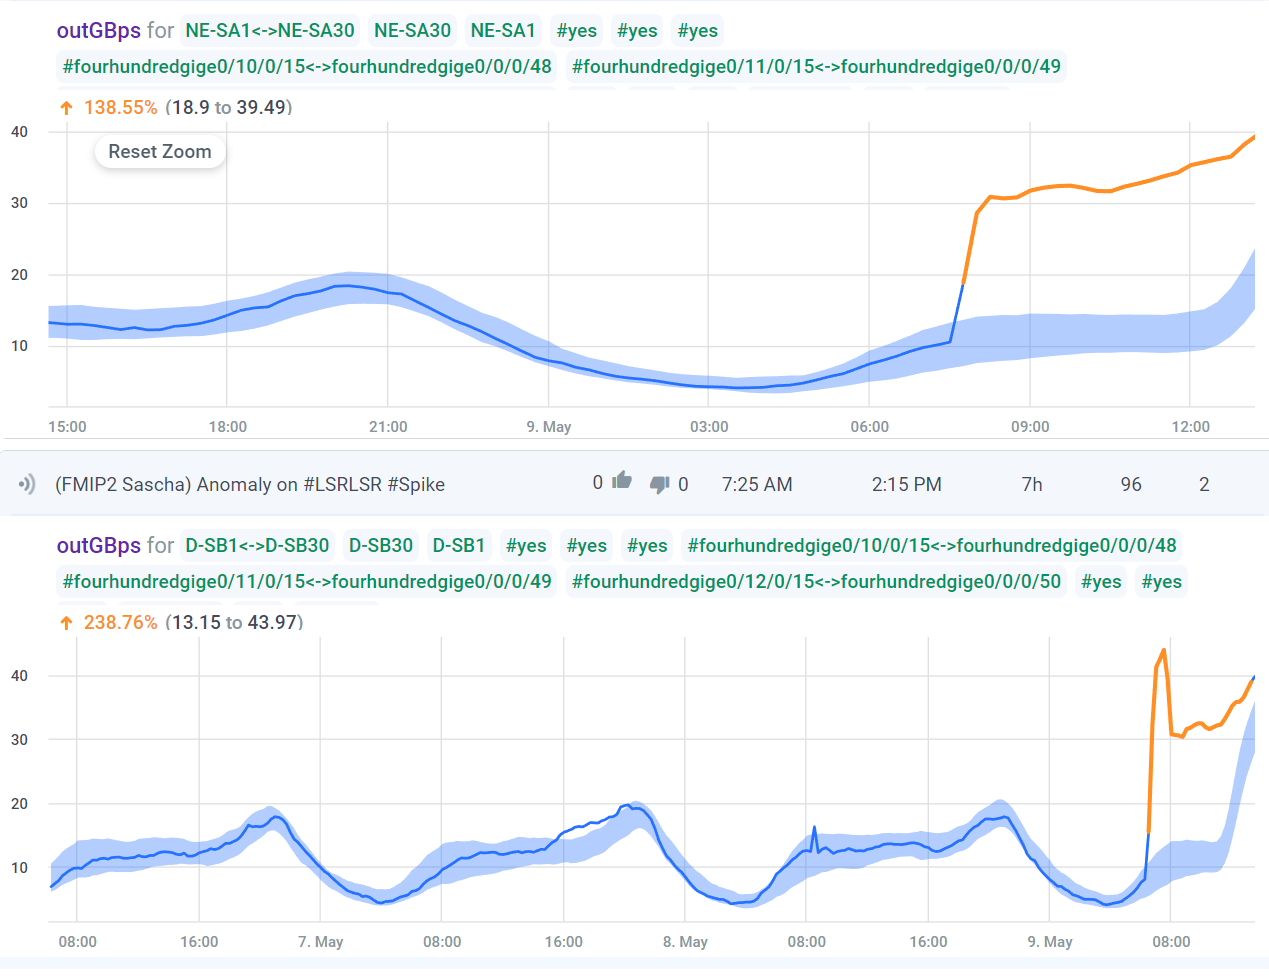 outGBps for NE-SA1<->NE-SA30 NE-SA30 NE-SA1 #yes #yes #yes
#fourhundredgige0/10/0/15<->fourhundredgige0/0/0/48 #fourhundredgige0/11/0/15<->fourhundredgige0/0/0/49
138.55% (18.9 to 39.49)
40
Reset Zoom
30
20
10
15:00 18:00 21:00 9. May 03:00 06:00 09:00 12:00
(FMIP2 Sascha) Anomaly on #LSRLSR #Spike 0 0 7:25 AM 2:15 PM 7h 96 2
outGBps for D-SB1<->D-SB30 D-SB30 D-SB1 #yes #yes #yes #fourhundredgige0/10/0/15<->fourhundredgige0/0/0/48
#fourhundredgige0/11/0/15<->fourhundredgige0/0/0/49 #fourhundredgige0/12/0/15<->fourhundredgige0/0/0/50 #yes #yes
238.76% (13.15 to 43.97)
40
30
20
10
08:00 16:00 7. May 08:00 16:00 8. May 08:00 16:00 9. May 08:00